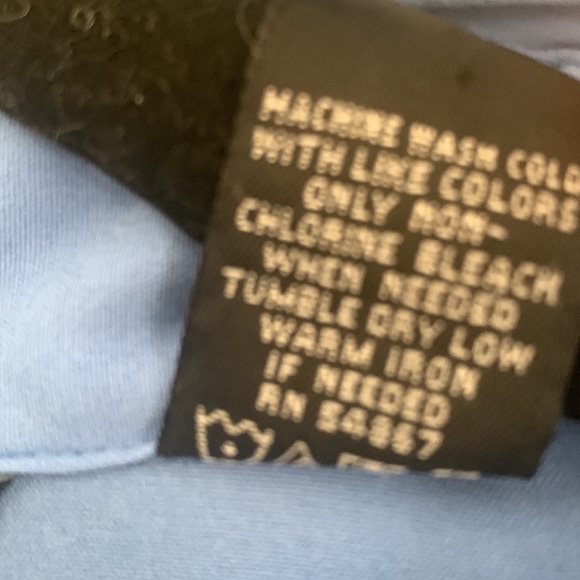 MACHINE WASH COLD
WITH LIKE COLORS
ONLY NON-
CHLORINE BLEACH
WHEN NEEDED
TUMBLE DRY LOW
WARM IRON
IF NEEDED
RN 54867